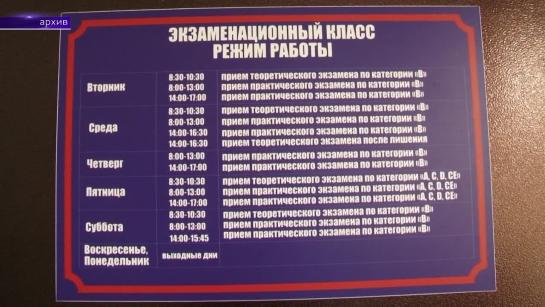 архив
ЭКЗАМЕНАЦИОННЫЙ КЛАСС
РЕЖИМ РАБОТЫ
Вторник
8:30-10:30 прием теоретического экзамена по категории «В»
8:00-13:00 прием практического экзамена по категории «В»
14:00-17:00 прием практического экзамена по категории «В»
Среда
8:30-10:30 прием теоретического экзамена по категории «В»
8:00-13:00 прием практического экзамена по категории «В»
14:00-16:30 прием практического экзамена по категории «В»
14:00-16:30 прием теоретического экзамена после лишения
Четверг
8:00-13:00 прием практического экзамена по категории «В»
14:00-17:00 прием практического экзамена по категории «В»
Пятница
8:30-10:30 прием теоретического экзамена по категории «А, С, D, СЕ»
8:00-13:00 прием практического экзамена по категории «А, С, D, СЕ»
14:00-17:00 прием практического экзамена по категории «А, С, D, СЕ»
Суббота
8:30-10:30 прием теоретического экзамена по категории «В»
8:00-13:00 прием практического экзамена по категории «В»
14:00-15:45 прием практического экзамена по категории «В»
Воскресенье,
Понедельник
выходные дни